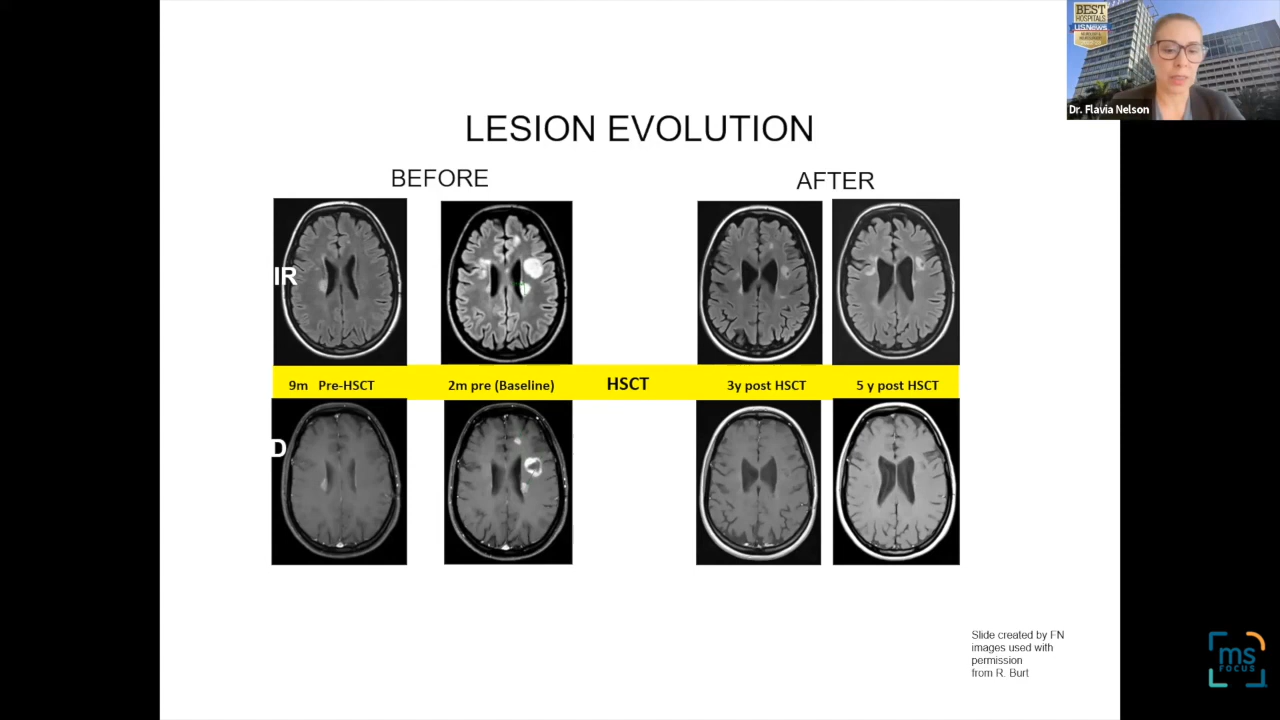 BEST
HOSPITALS
U.S.News
Dr. Flavia Nelson
LESION EVOLUTION
BEFORE
AFTER
IR
9m Pre-HSCT
2m pre (Baseline)
HSCT
3y post HSCT
5 y post HSCT
D
Slide created by FN
images used with
permission
from R. Burt
ms
FOCUS